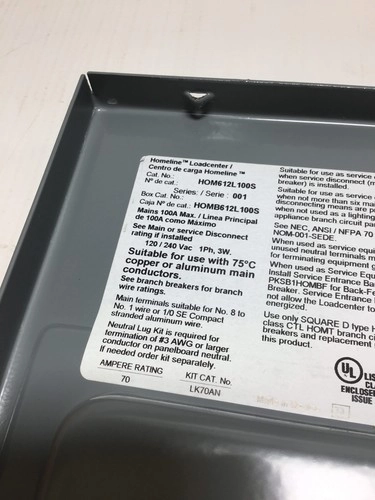 Homeline™ Loadcenter /
Centro de carga Homeline™
Cat. No.:
Nº de cat.: HOM612L100S
Series: / Serie : 001
Box Cat. No.:
Caja Nº de cat.: HOMB612L100S
Mains 100A Max. / Linea Principal
de 100A como Máximo
See Main or service Disconnect
rating if installed
120 / 240 Vac 1Ph, 3W.
Suitable for use with 75°C
copper or aluminum main
conductors.
See branch breakers for branch
wire ratings.
Main terminals suitable for No. 8 to
No. 1 wire or 1/0 SE Compact
stranded aluminum wire.
Neutral Lug Kit is required for
termination of #3 AWG or larger
conductor on panelboard neutral.
If needed order kit separately.
AMPERE RATING KIT CAT. No.
70 LK70AN
Suitable for use as service
when service disconnect (m
breaker) is installed.
Suitable for use as servic
when not more than six mai
disconnecting means are p
when not used as a lighting
appliance branch circuit pan
See NEC, ANSI / NFPA 70
NOM-001-SEDE.
When used as service equip
unused neutral terminals m
for terminating equipment g
When used as Service Equip
Install Service Entrance Bar
PKSB1HOMBF for Back-Fe
Breaker. Service Entrance
not allow the Loadcenter to
energized.
Use only SQUARE D type H
class CTL HOMT branch ci
breakers and replacement
this product.
UL
LIS
CLA
ENCLOSE
ISSUE